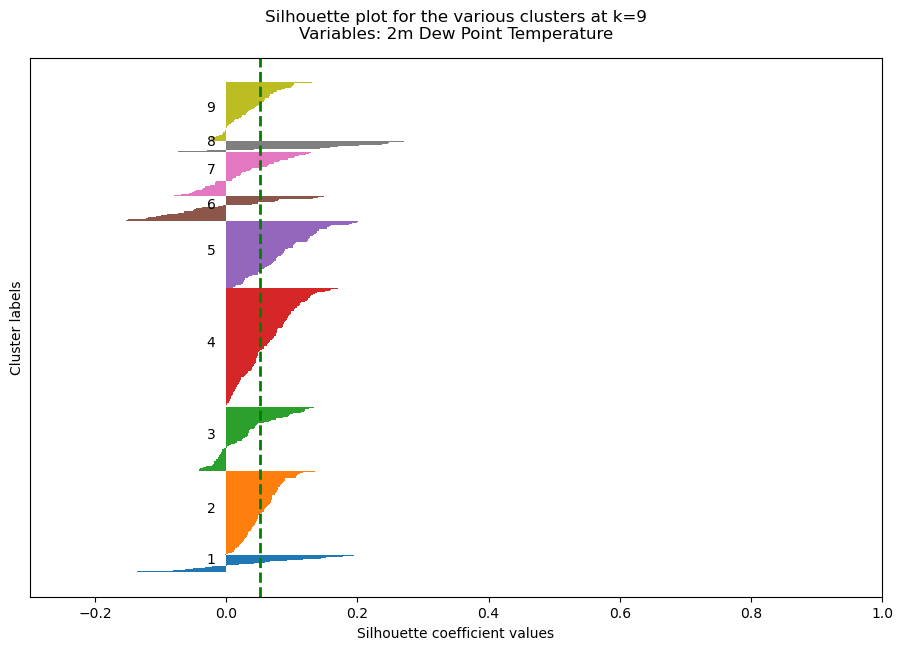 Silhouette plot for the various clusters at k=9
Variables: 2m Dew Point Temperature
Cluster labels
9
8
7
6
5
4
3
2
1
−0.2 0.0 0.2 0.4 0.6 0.8 1.0
Silhouette coefficient values